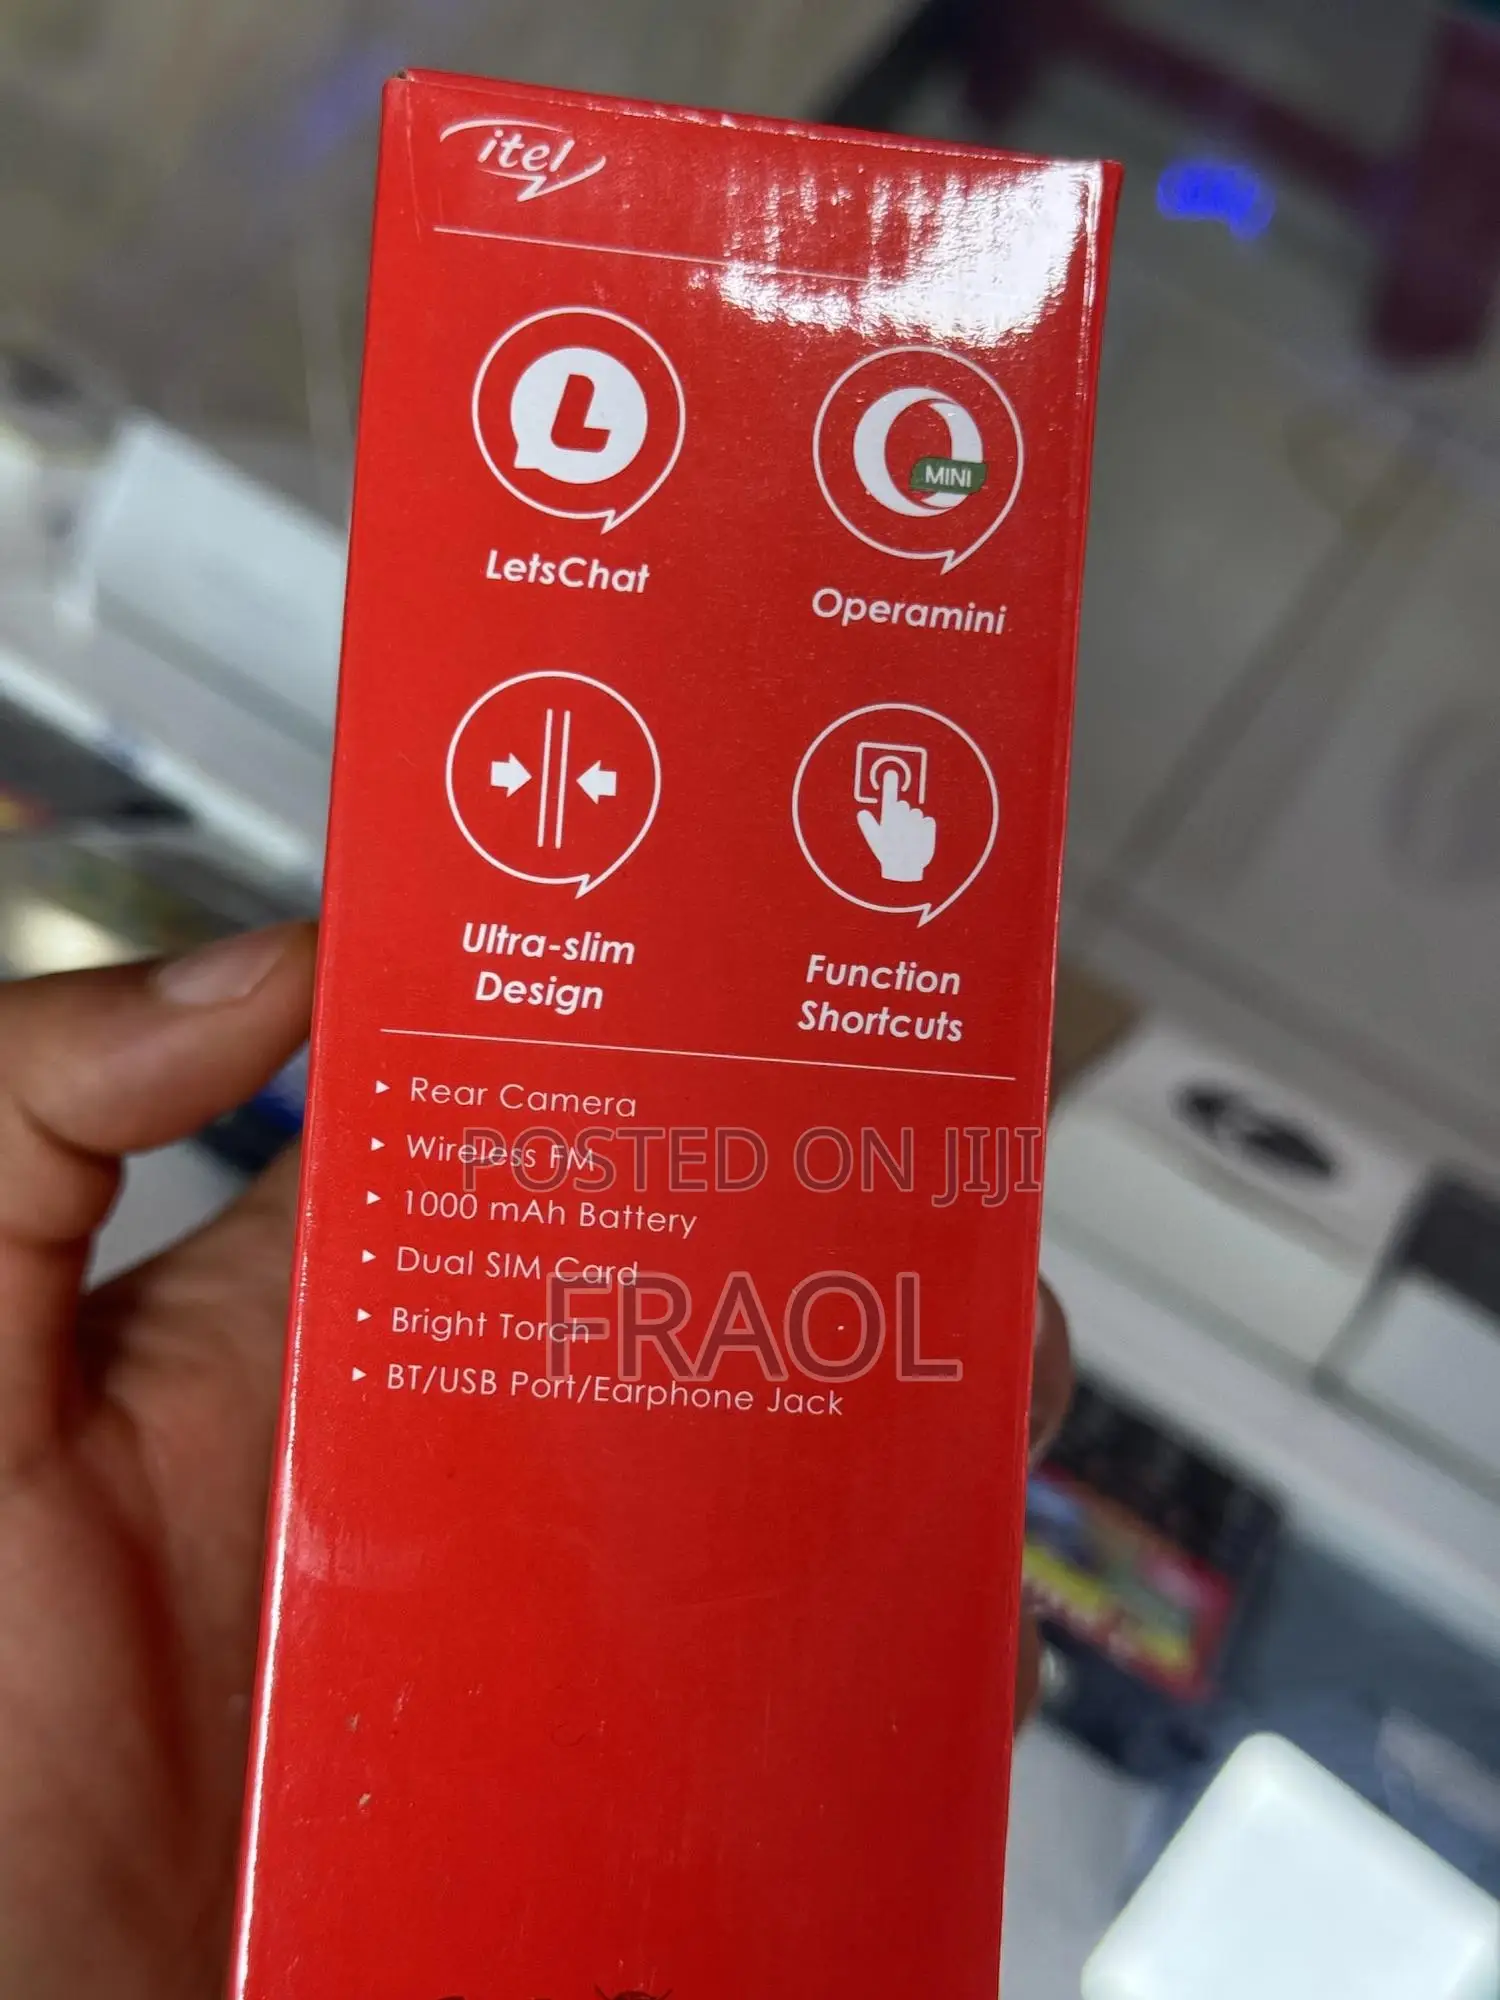 itel
L
MINI
LetsChat
Operamini
Ultra-slim
Design
Function
Shortcuts
Rear Camera
Wireless FM
1000 mAh Battery
Dual SIM Card
Bright Torch
BT/USB Port/Earphone Jack
POSTED ON JIJI
FRAOL